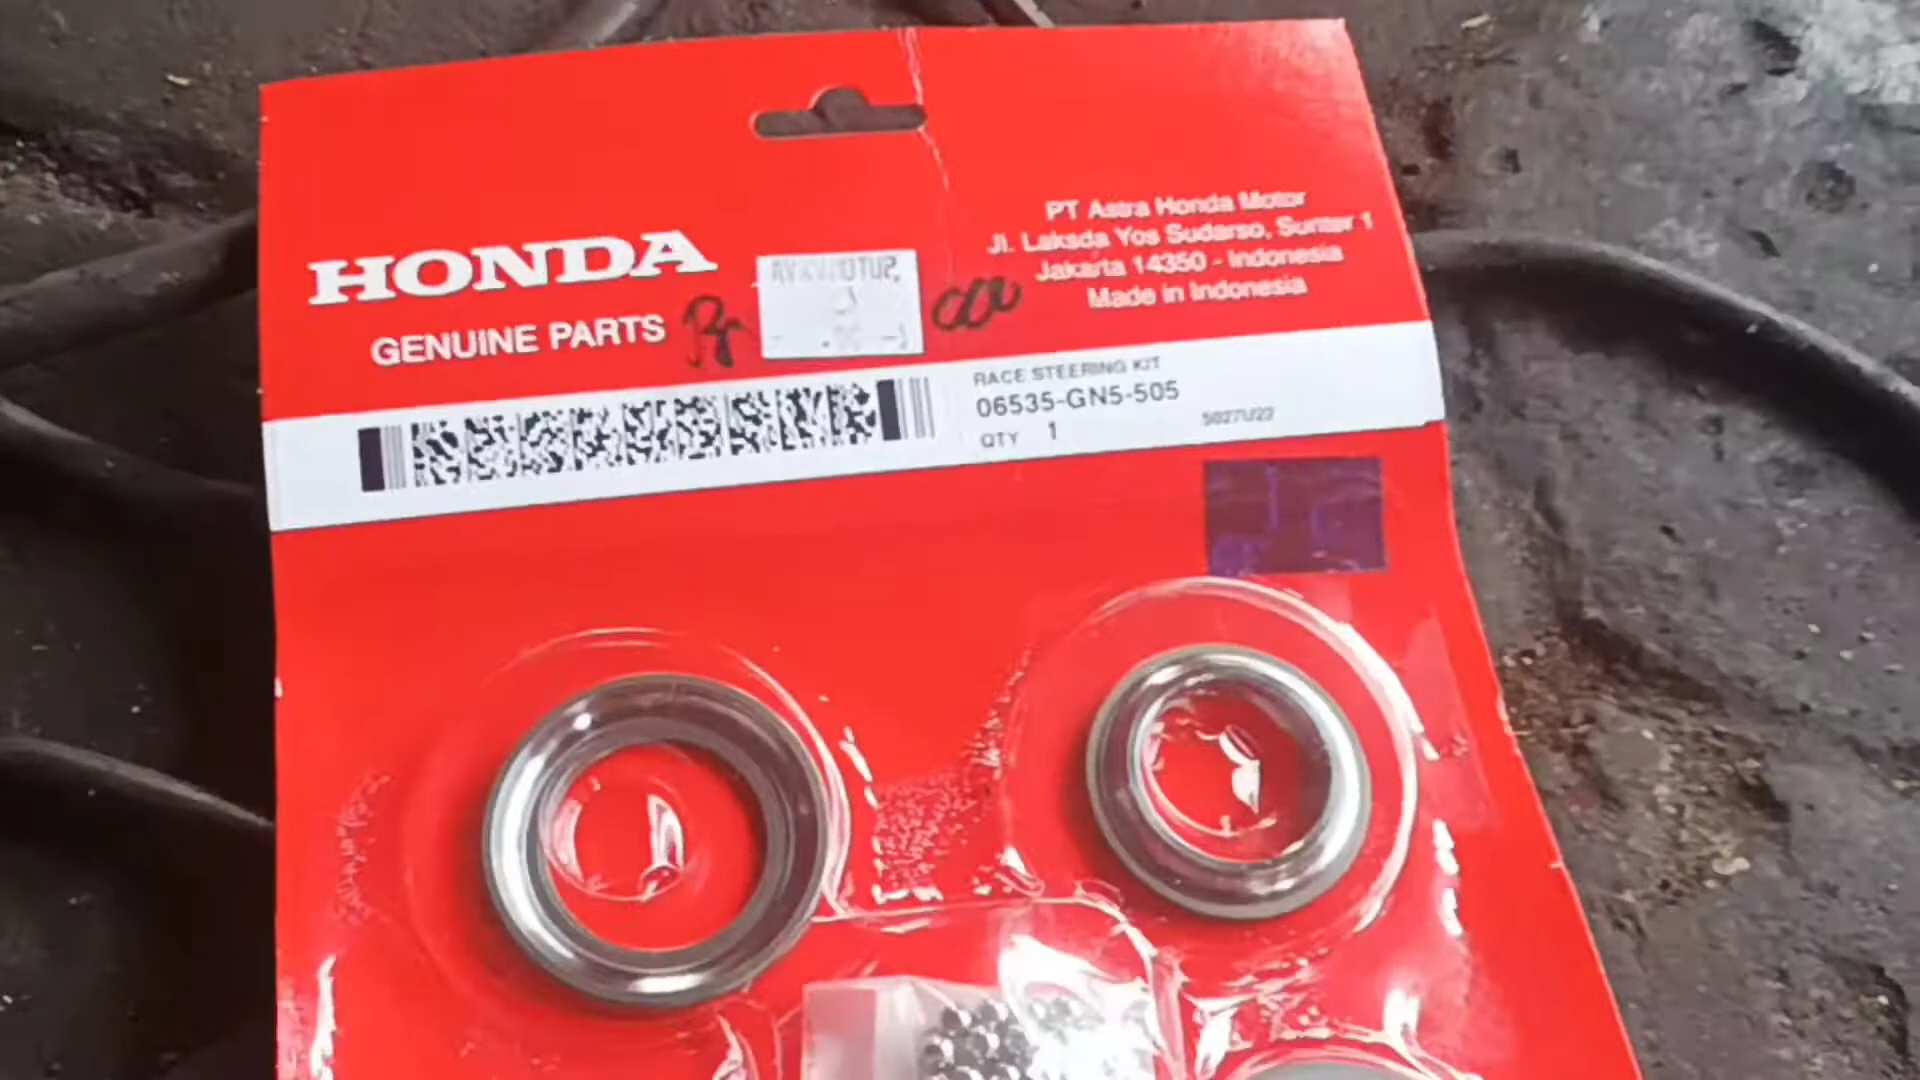 HONDA
GENUINE PARTS
PT Astra Honda Motor
Jl. Laksda Yos Sudarso, Sunter 1
Jakarta 14350 - Indonesia
Made in Indonesia
RACE STEERING KIT
06535-GN5-505
QTY 1
5027U22